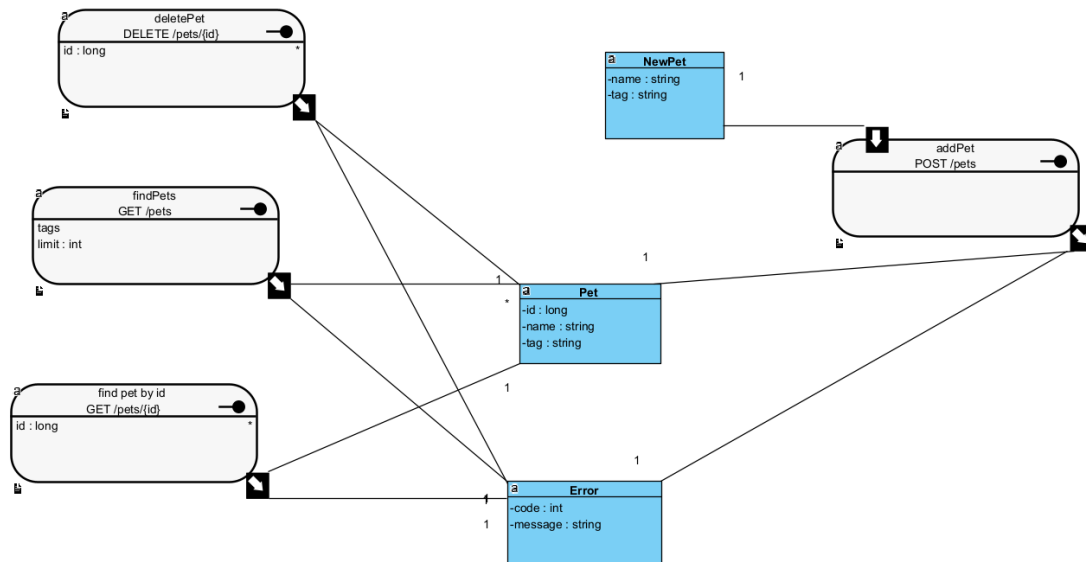 a
deletePet
DELETE /pets/{id}
id : long
*
a
NewPet
-name : string
-tag : string
1
a
addPet
POST /pets
a
findPets
GET /pets
tags
limit : int
1
1
*
a
Pet
-id : long
-name : string
-tag : string
1
a
find pet by id
GET /pets/{id}
id : long
*
1
1
1
a
Error
-code : int
-message : string